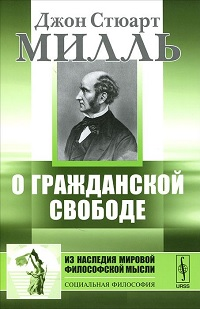 Джон Стюарт
МИЛЛЬ
О ГРАЖДАНСКОЙ
СВОБОДЕ
ИЗ НАСЛЕДИЯ МИРОВОЙ
ФИЛОСОФСКОЙ МЫСЛИ
СОЦИАЛЬНАЯ ФИЛОСОФИЯ
URSS